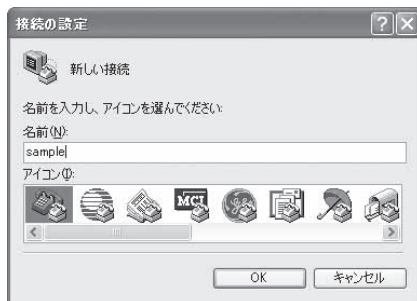 接続の設定
新しい接続
名前を入力し、アイコンを選んでください:
名前(N):
sample
アイコン(I):
MCI
OK
キャンセル